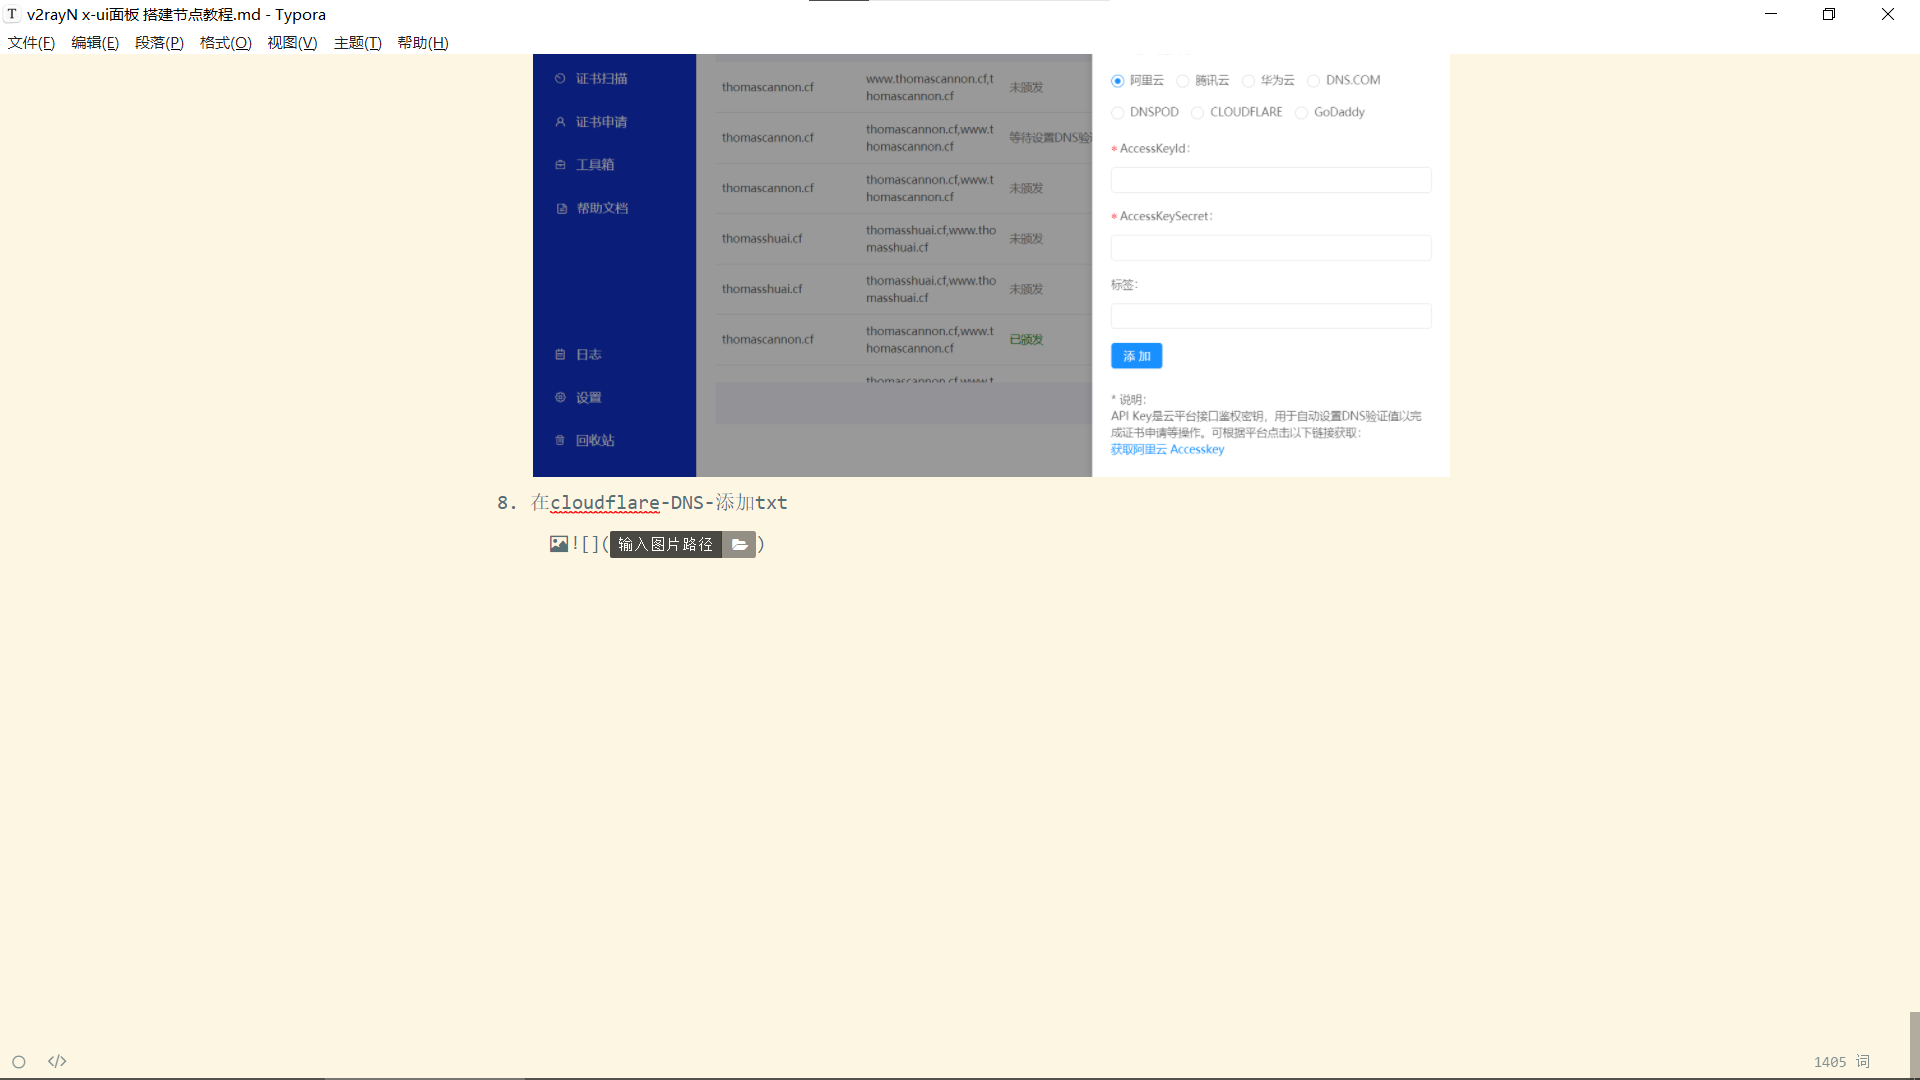 v2rayN x-ui面板 搭建节点教程.md - Typora
文件(F) 编辑(E) 段落(P) 格式(O) 视图(V) 主题(T) 帮助(H)
证书扫描
证书申请
工具箱
帮助文档
日志
设置
回收站
thomascannon.cf
www.thomascannon.cf,t
homascannon.cf
未颁发
thomascannon.cf
thomascannon.cf,www.t
homascannon.cf
等待设置DNS验
thomascannon.cf
thomascannon.cf,www.t
homascannon.cf
未颁发
thomasshuai.cf
thomasshuai.cf,www.tho
masshuai.cf
未颁发
thomasshuai.cf
thomasshuai.cf,www.tho
masshuai.cf
未颁发
thomascannon.cf
thomascannon.cf,www.t
homascannon.cf
已颁发
thomascannon.cf,www.t
阿里云 腾讯云 华为云 DNS.COM
DNSPOD CLOUDFLARE GoDaddy
* AccessKeyId:
* AccessKeySecret:
标签:
添 加
* 说明:
API Key是云平台接口鉴权密钥，用于自动设置DNS验证值以完
成证书申请等操作。可根据平台点击以下链接获取:
获取阿里云 Accesskey
8. 在cloudflare-DNS-添加txt
![](输入图片路径)
1405 词